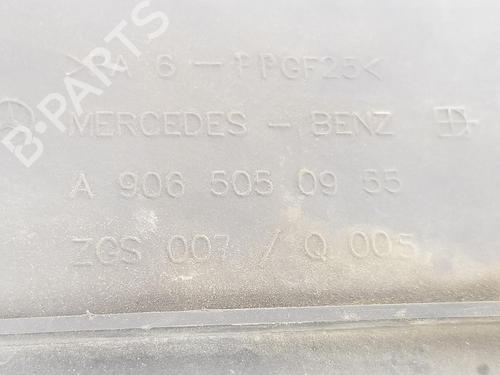 B-PARTS
>PA 6 - PPGF25<
MERCEDES - BENZ
A 906 505 09 55
ZGS 007 / Q 005